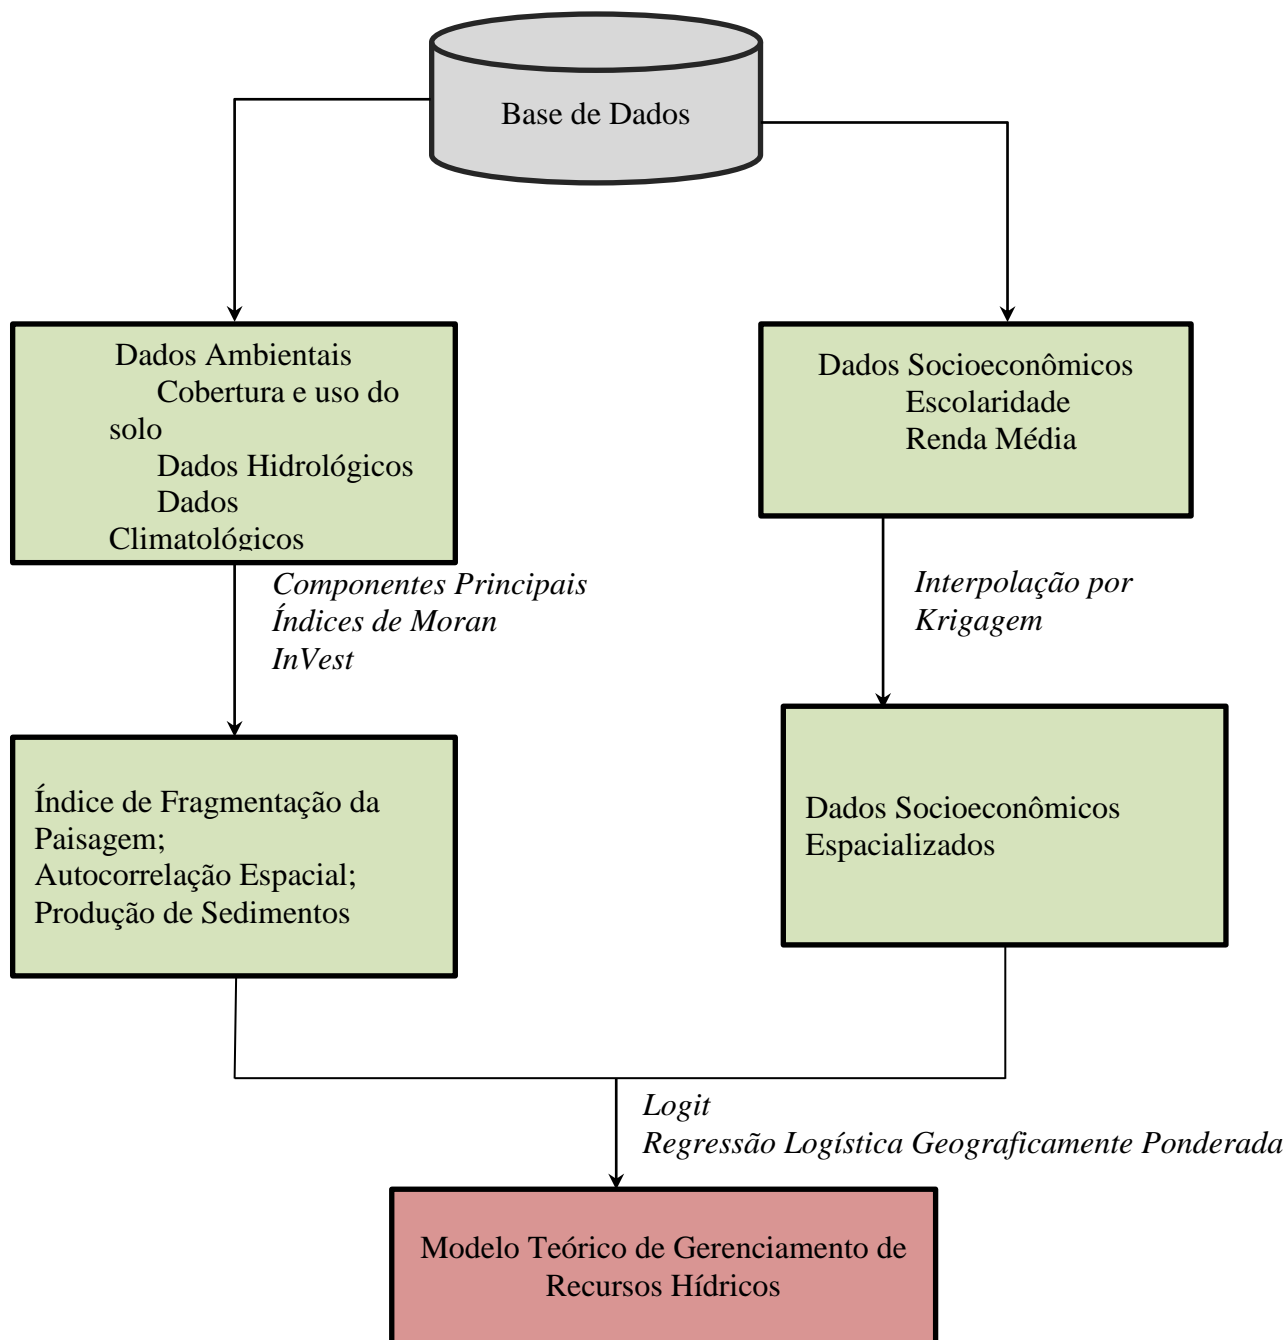 Base de Dados
Dados Ambientais
Cobertura e uso do
solo
Dados Hidrológicos
Dados
Climatológicos
Dados Socioeconômicos
Escolaridade
Renda Média
Componentes Principais
Índices de Moran
InVest
Interpolação por
Krigagem
Índice de Fragmentação da
Paisagem;
Autocorrelação Espacial;
Produção de Sedimentos
Dados Socioeconômicos
Espacializados
Logit
Regressão Logística Geograficamente Ponderada
Modelo Teórico de Gerenciamento de
Recursos Hídricos